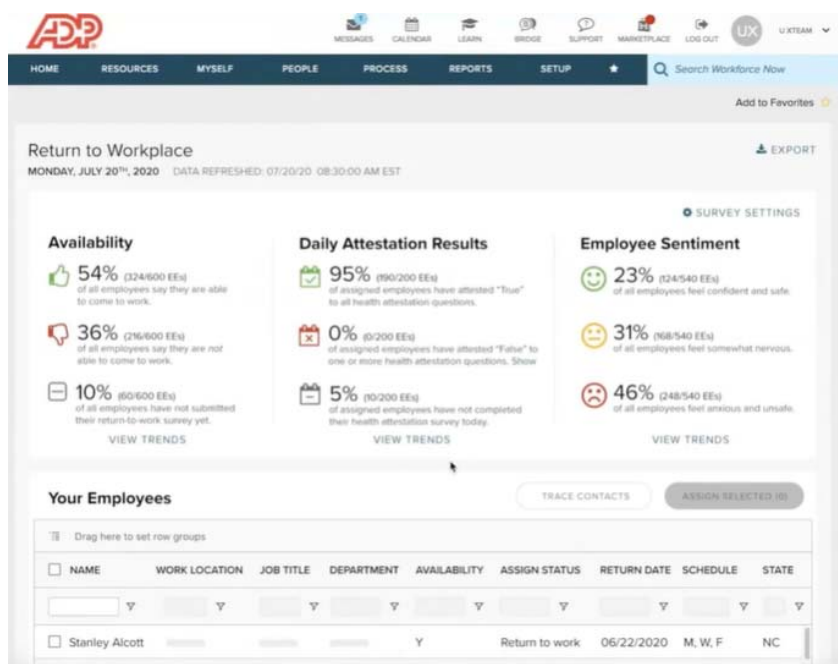 ADP
1
MESSAGES CALENDAR LEARN BRIDGE SUPPORT MARKETPLACE LOG OUT UX UXTEAM
HOME RESOURCES MYSELF PEOPLE PROCESS REPORTS SETUP Search Workforce Now
Add to Favorites
Return to Workplace
EXPORT
MONDAY, JULY 20TH, 2020 DATA REFRESHED: 07/20/20 08:30:00 AM EST
SURVEY SETTINGS
Availability
54% (324/600 EEs)
of all employees say they are able
to come to work.
36% (216/600 EEs)
of all employees say they are not
able to come to work.
10% (60/600 EEs)
of all employees have not submitted
their return-to-work survey yet.
VIEW TRENDS
Daily Attestation Results
95% (190/200 EEs)
of assigned employees have attested "True"
to all health attestation questions.
0% (0/200 EEs)
of assigned employees have attested "False" to
one or more health attestation questions. Show
5% (10/200 EEs)
of assigned employees have not completed
their health attestation survey today.
VIEW TRENDS
Employee Sentiment
23% (124/540 EEs)
of all employees feel confident and safe.
31% (168/540 EEs)
of all employees feel somewhat nervous.
46% (248/540 EEs)
of all employees feel anxious and unsafe.
VIEW TRENDS
Your Employees
TRACE CONTACTS ASSIGN SELECTED (0)
Drag here to set row groups
NAME WORK LOCATION JOB TITLE DEPARTMENT AVAILABILITY ASSIGN STATUS RETURN DATE SCHEDULE STATE
Stanley Alcott Y Return to work 06/22/2020 M, W, F NC